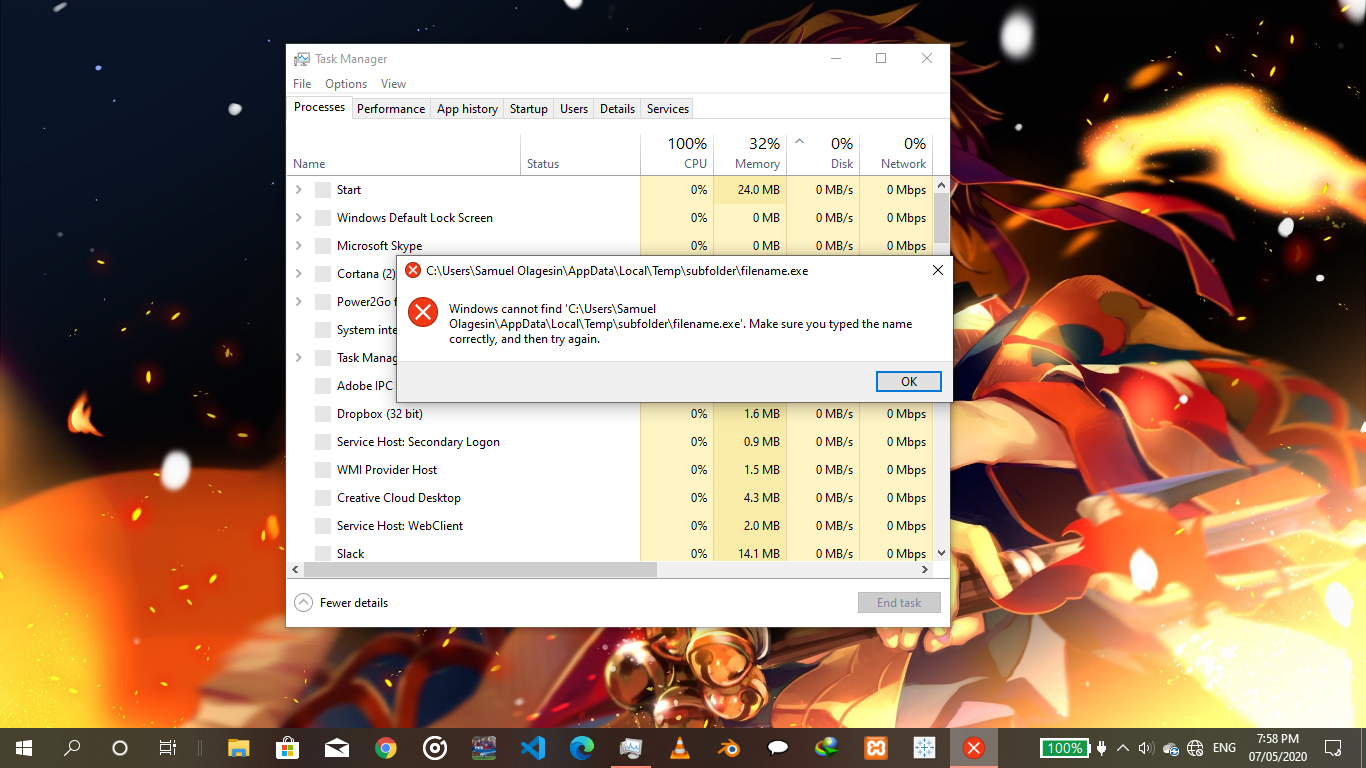 Task Manager
File Options View
Processes Performance App history Startup Users Details Services
100% 32% 0% 0%
Name Status CPU Memory Disk Network
Start 0% 24.0 MB 0 MB/s 0 Mbps
Windows Default Lock Screen 0% 0 MB 0 MB/s 0 Mbps
Microsoft Skype 0% 0 MB 0 MB/s 0 Mbps
Cortana (2)
Power2Go
System
Task
Adobe IPC
C:\Users\Samuel Olagesin\AppData\Local\Temp\subfolder\filename.exe
Windows cannot find 'C:\Users\Samuel
Olagesin\AppData\Local\Temp\subfolder\filename.exe'. Make sure you typed the name
correctly, and then try again.
OK
Dropbox (32 bit) 0% 1.6 MB 0 MB/s 0 Mbps
Service Host: Secondary Logon 0% 0.9 MB 0 MB/s 0 Mbps
WMI Provider Host 0% 1.5 MB 0 MB/s 0 Mbps
Creative Cloud Desktop 0% 4.3 MB 0 MB/s 0 Mbps
Service Host: WebClient 0% 2.0 MB 0 MB/s 0 Mbps
Slack 0% 14.1 MB 0 MB/s 0 Mbps
Fewer details End task
100% ENG 7:58 PM
07/05/2020